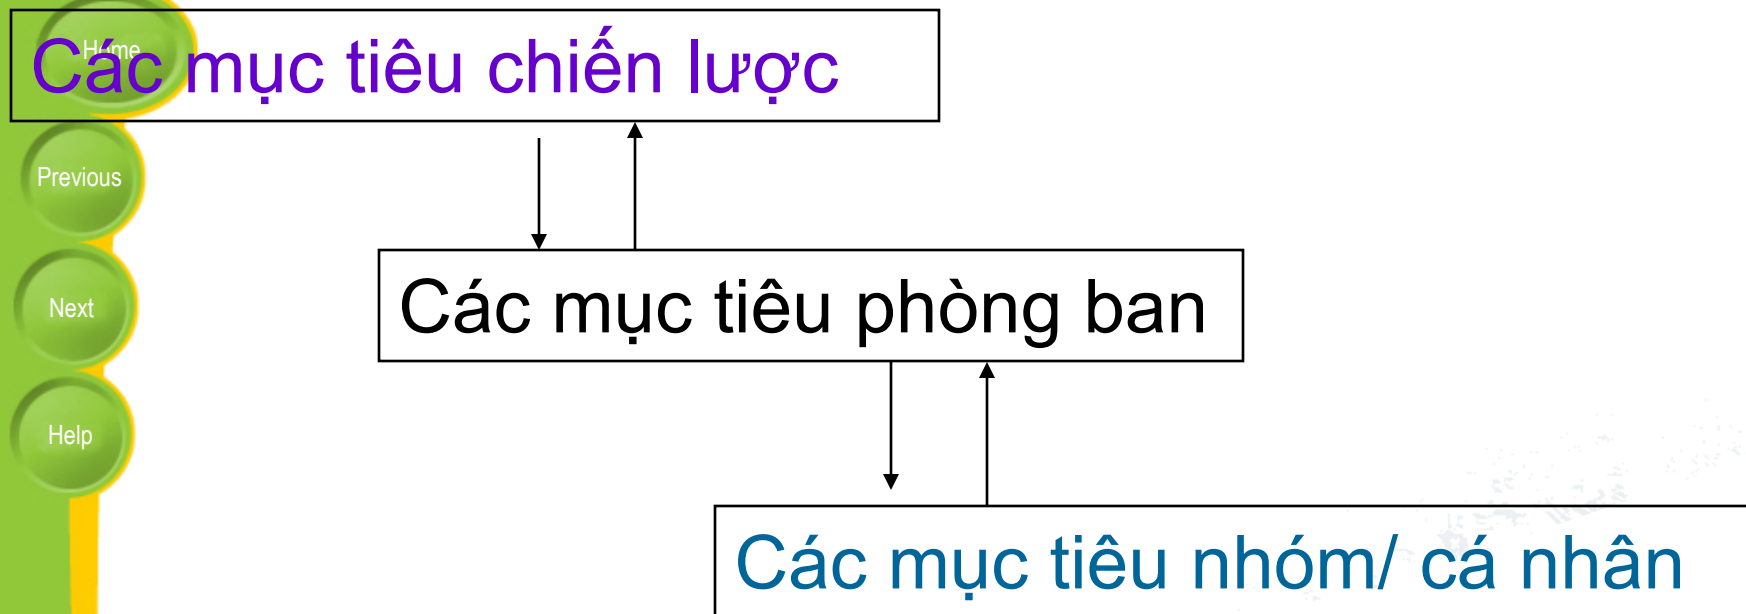 Home
Các mục tiêu chiến lược
Previous
Các mục tiêu phòng ban
Next
Help
Các mục tiêu nhóm/ cá nhân